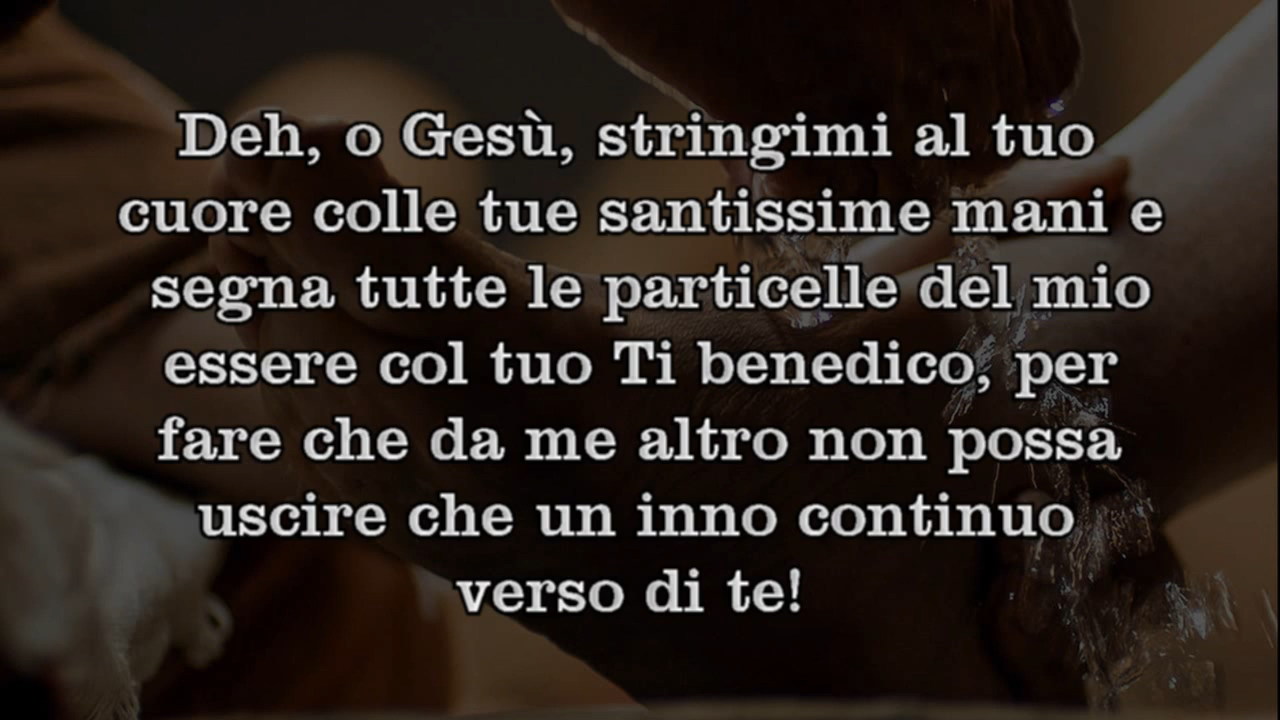 Deh, o Gesù, stringimi al tuo
cuore colle tue santissime mani e
segna tutte le particelle del mio
essere col tuo Ti benedico, per
fare che da me altro non possa
uscire che un inno continuo
verso di te!